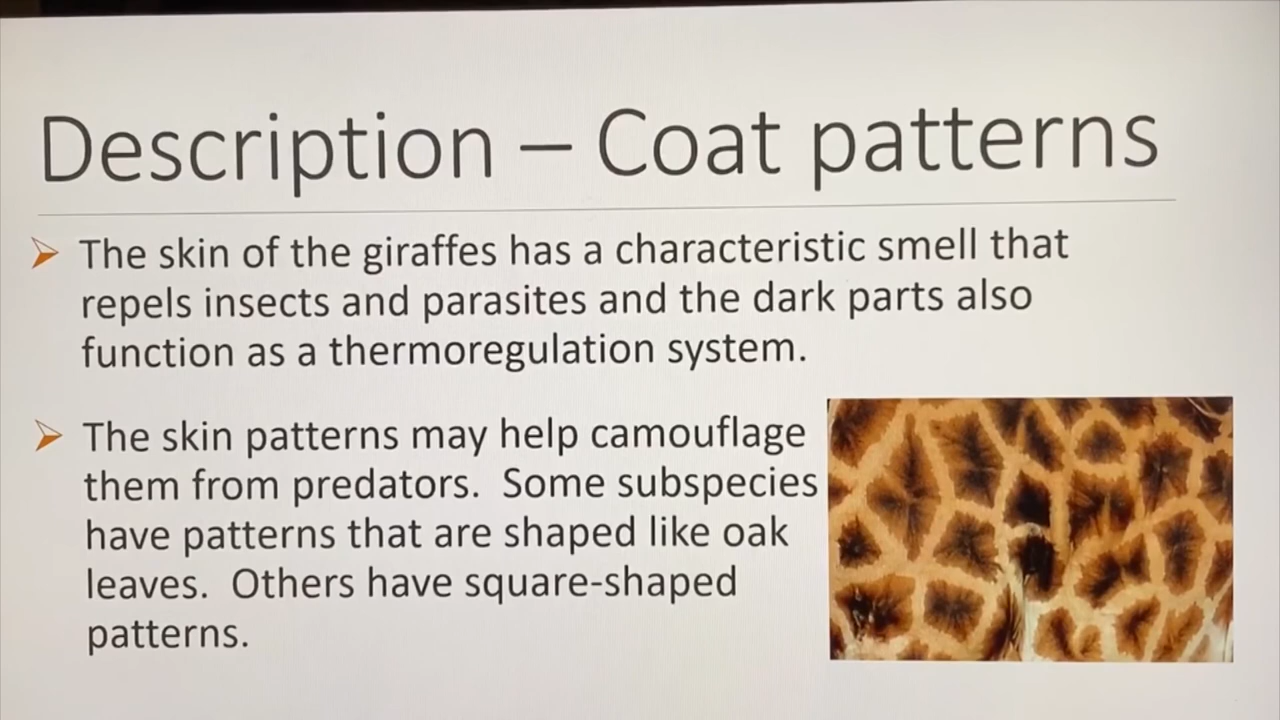 Description – Coat patterns
The skin of the giraffes has a characteristic smell that
repels insects and parasites and the dark parts also
function as a thermoregulation system.
The skin patterns may help camouflage
them from predators.  Some subspecies
have patterns that are shaped like oak
leaves.  Others have square-shaped
patterns.